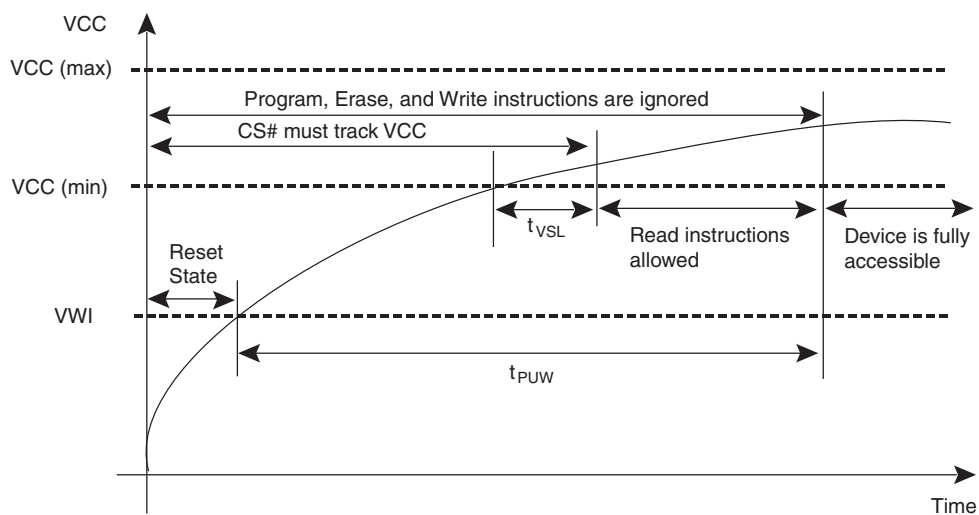 VCC
VCC (max)
Program, Erase, and Write instructions are ignored
CS# must track VCC
VCC (min)
tVSL
Read instructions
allowed
Device is fully
accessible
Reset
State
VWI
tPUW
Time